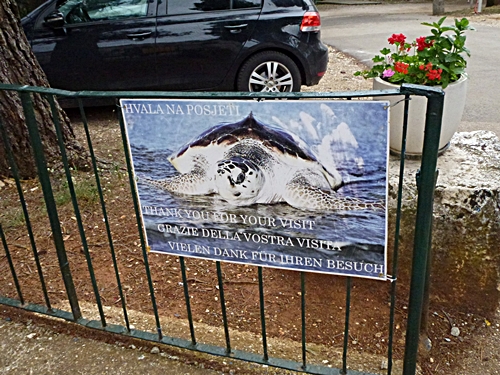 HVALA NA POSJETI
THANK YOU FOR YOUR VISIT
GRAZIE DELLA VOSTRA VISITA
VIELEN DANK FÜR IHREN BESUCH